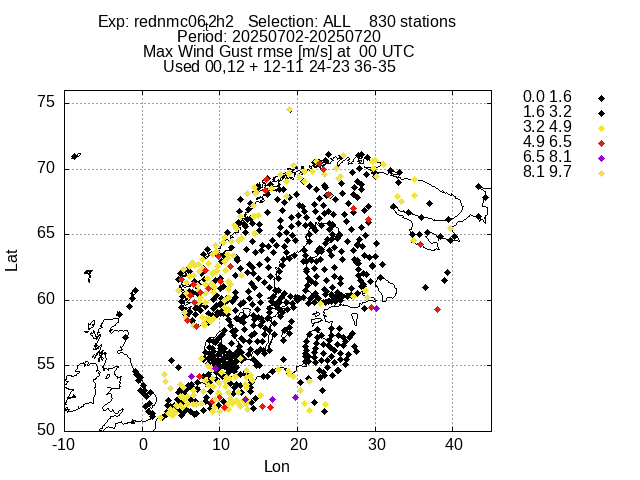 Exp: rednmc06b2h2 Selection: ALL 830 stations
Period: 20250702-20250720
Max Wind Gust rmse [m/s] at 00 UTC
Used 00,12 + 12-11 24-23 36-35
0.0 1.6
1.6 3.2
3.2 4.9
4.9 6.5
6.5 8.1
8.1 9.7
75
70
65
60
55
50
Lat
-10 0 10 20 30 40
Lon